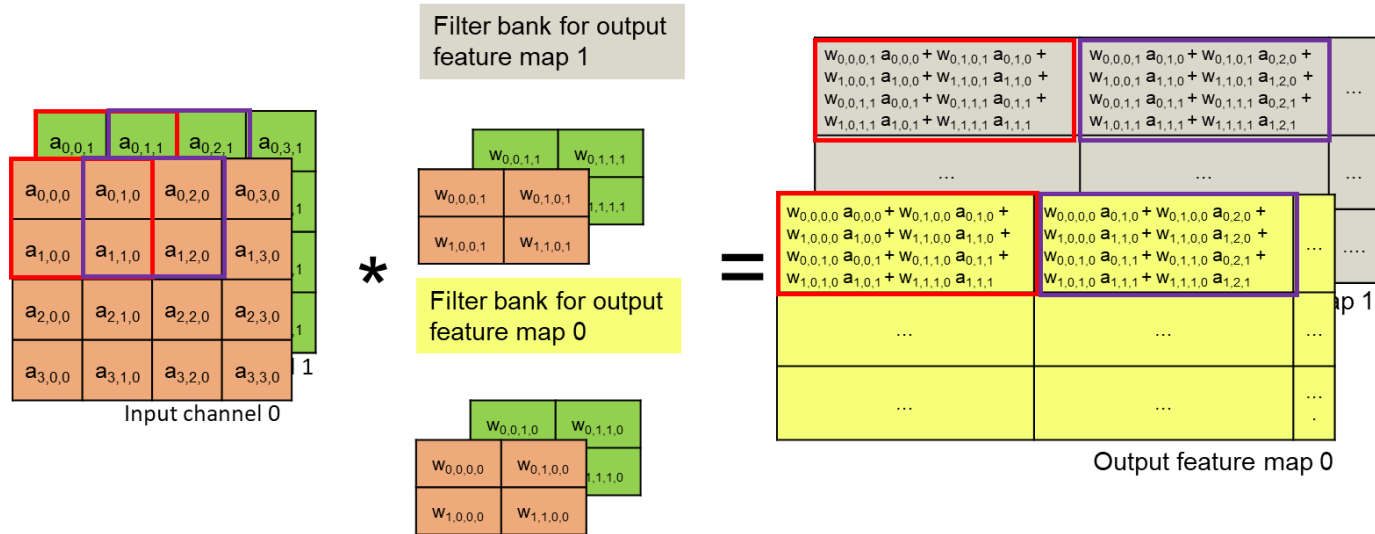 Filter bank for output
feature map 1
a0,0,1 a0,1,1 a0,2,1 a0,3,1
a0,0,0 a0,1,0 a0,2,0 a0,3,0
,1
a1,0,0 a1,1,0 a1,2,0 a1,3,0
,1
a2,0,0 a2,1,0 a2,2,0 a2,3,0
,1
a3,0,0 a3,1,0 a3,2,0 a3,3,0
1
Input channel 0
*
w0,0,1,1 w0,1,1,1
w0,0,0,1 w0,1,0,1
1,1,1,1
w1,0,0,1 w1,1,0,1
Filter bank for output
feature map 0
w0,0,1,0 w0,1,1,0
w0,0,0,0 w0,1,0,0
1,1,1,0
w1,0,0,0 w1,1,0,0
=
w0,0,0,1 a0,0,0 + w0,1,0,1 a0,1,0 +
w1,0,0,1 a1,0,0 + w1,1,0,1 a1,1,0 +
w0,0,1,1 a0,0,1 + w0,1,1,1 a0,1,1 +
w1,0,1,1 a1,0,1 + w1,1,1,1 a1,1,1
w0,0,0,1 a0,1,0 + w0,1,0,1 a0,2,0 +
w1,0,0,1 a1,1,0 + w1,1,0,1 a1,2,0 +
w0,0,1,1 a0,1,1 + w0,1,1,1 a0,2,1 +
w1,0,1,1 a1,1,1 + w1,1,1,1 a1,2,1
...
... ... ...
....
ap 1
w0,0,0,0 a0,0,0 + w0,1,0,0 a0,1,0 +
w1,0,0,0 a1,0,0 + w1,1,0,0 a1,1,0 +
w0,0,1,0 a0,0,1 + w0,1,1,0 a0,1,1 +
w1,0,1,0 a1,0,1 + w1,1,1,0 a1,1,1
w0,0,0,0 a0,1,0 + w0,1,0,0 a0,2,0 +
w1,0,0,0 a1,1,0 + w1,1,0,0 a1,2,0 +
w0,0,1,0 a0,1,1 + w0,1,1,0 a0,2,1 +
w1,0,1,0 a1,1,1 + w1,1,1,0 a1,2,1
...
... ... ...
... ... ....
Output feature map 0